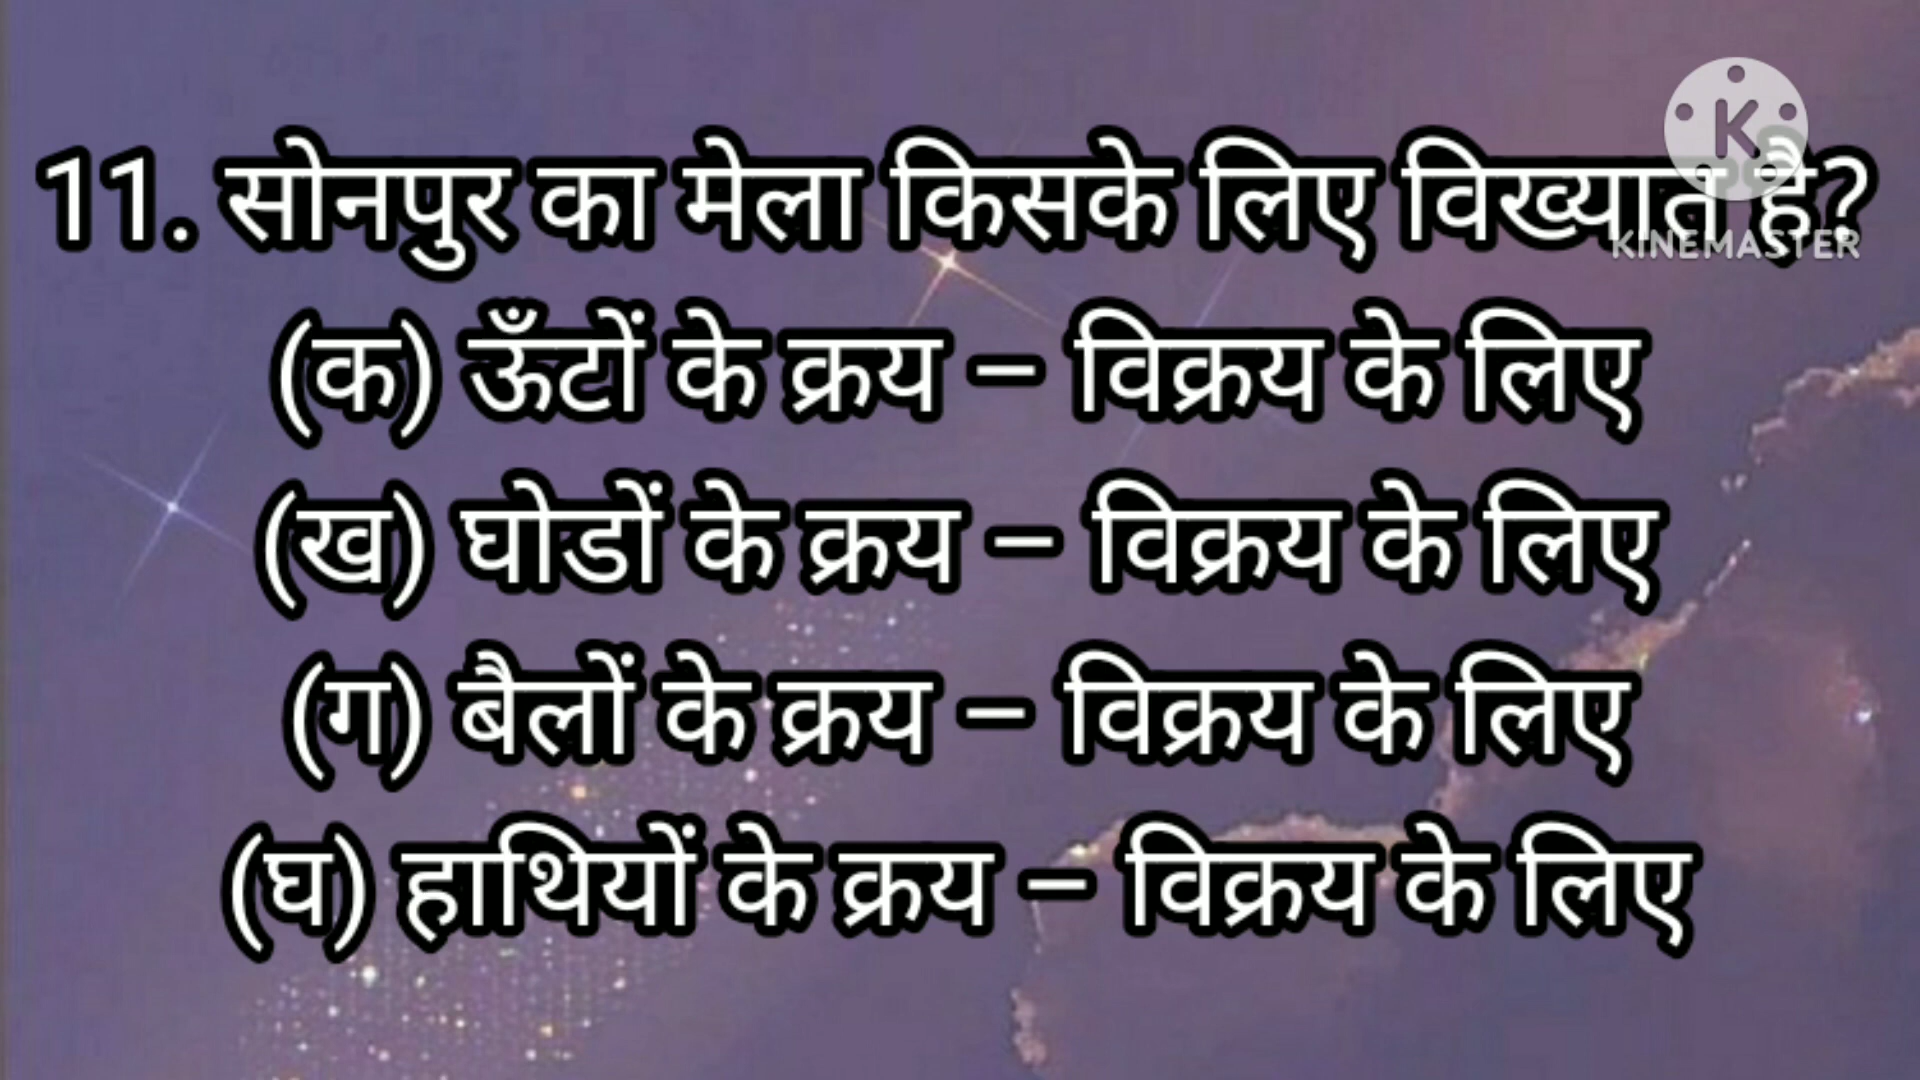 11. सोनपुर का मेला किसके लिए विख्यात है?
(क) ऊँटों के क्रय – विक्रय के लिए
(ख) घोडों के क्रय – विक्रय के लिए
(ग) बैलों के क्रय – विक्रय के लिए
(घ) हाथियों के क्रय – विक्रय के लिए
K
KINEMASTER